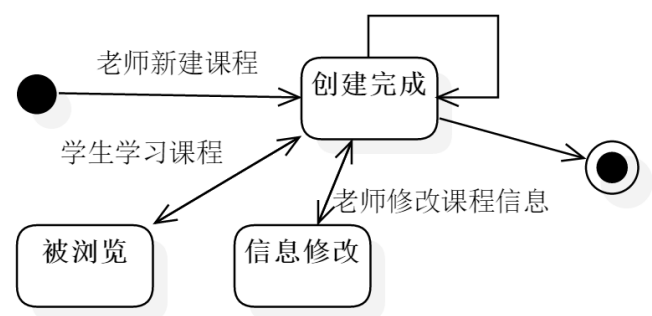 老师新建课程
创建完成
学生学习课程
老师修改课程信息
被浏览
信息修改